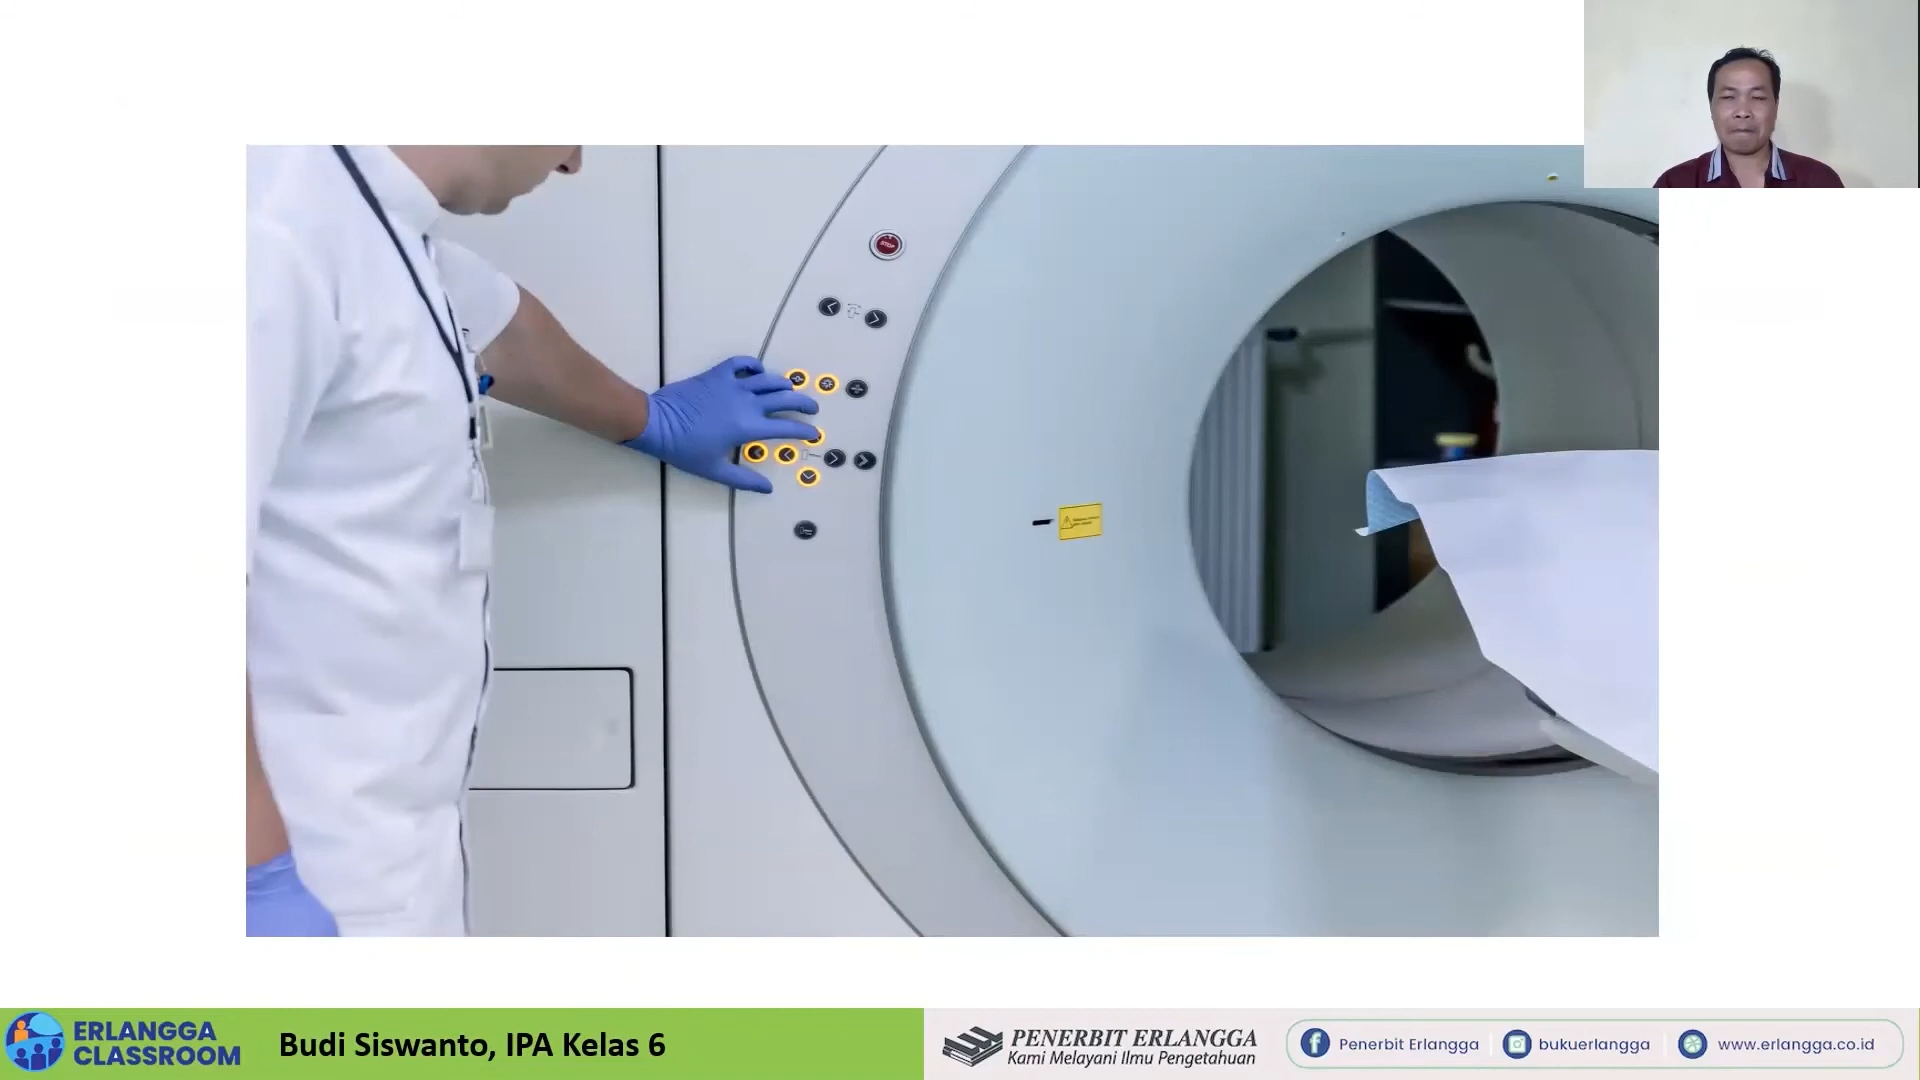 STOP
ERLANGGA
CLASSROOM
Budi Siswanto, IPA Kelas 6
PENERBIT ERLANGGA
Kami Melayani Ilmu Pengetahuan
Penerbit Erlangga
bukuerlangga
www.erlangga.co.id